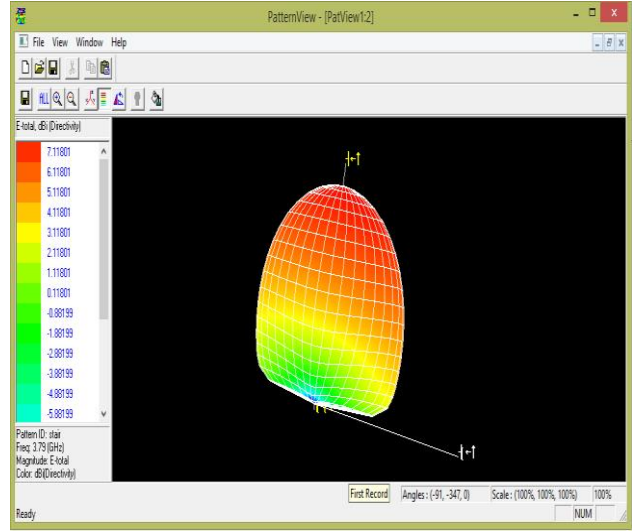 PatternView - [PatView1:2]
File View Window Help
ALL
E-total, dBi (Directivity)
7.11801
6.11801
5.11801
4.11801
3.11801
2.11801
1.11801
0.11801
-0.88199
-1.88199
-2.88199
-3.88199
-4.88199
-5.88199
Pattern ID: stair
Freq: 3.79 (GHz)
Magnitude: E-total
Color: dBi(Directivity)
First Record
Angles : (-91, -347, 0)
Scale : (100%, 100%, 100%)
100%
Ready
NUM